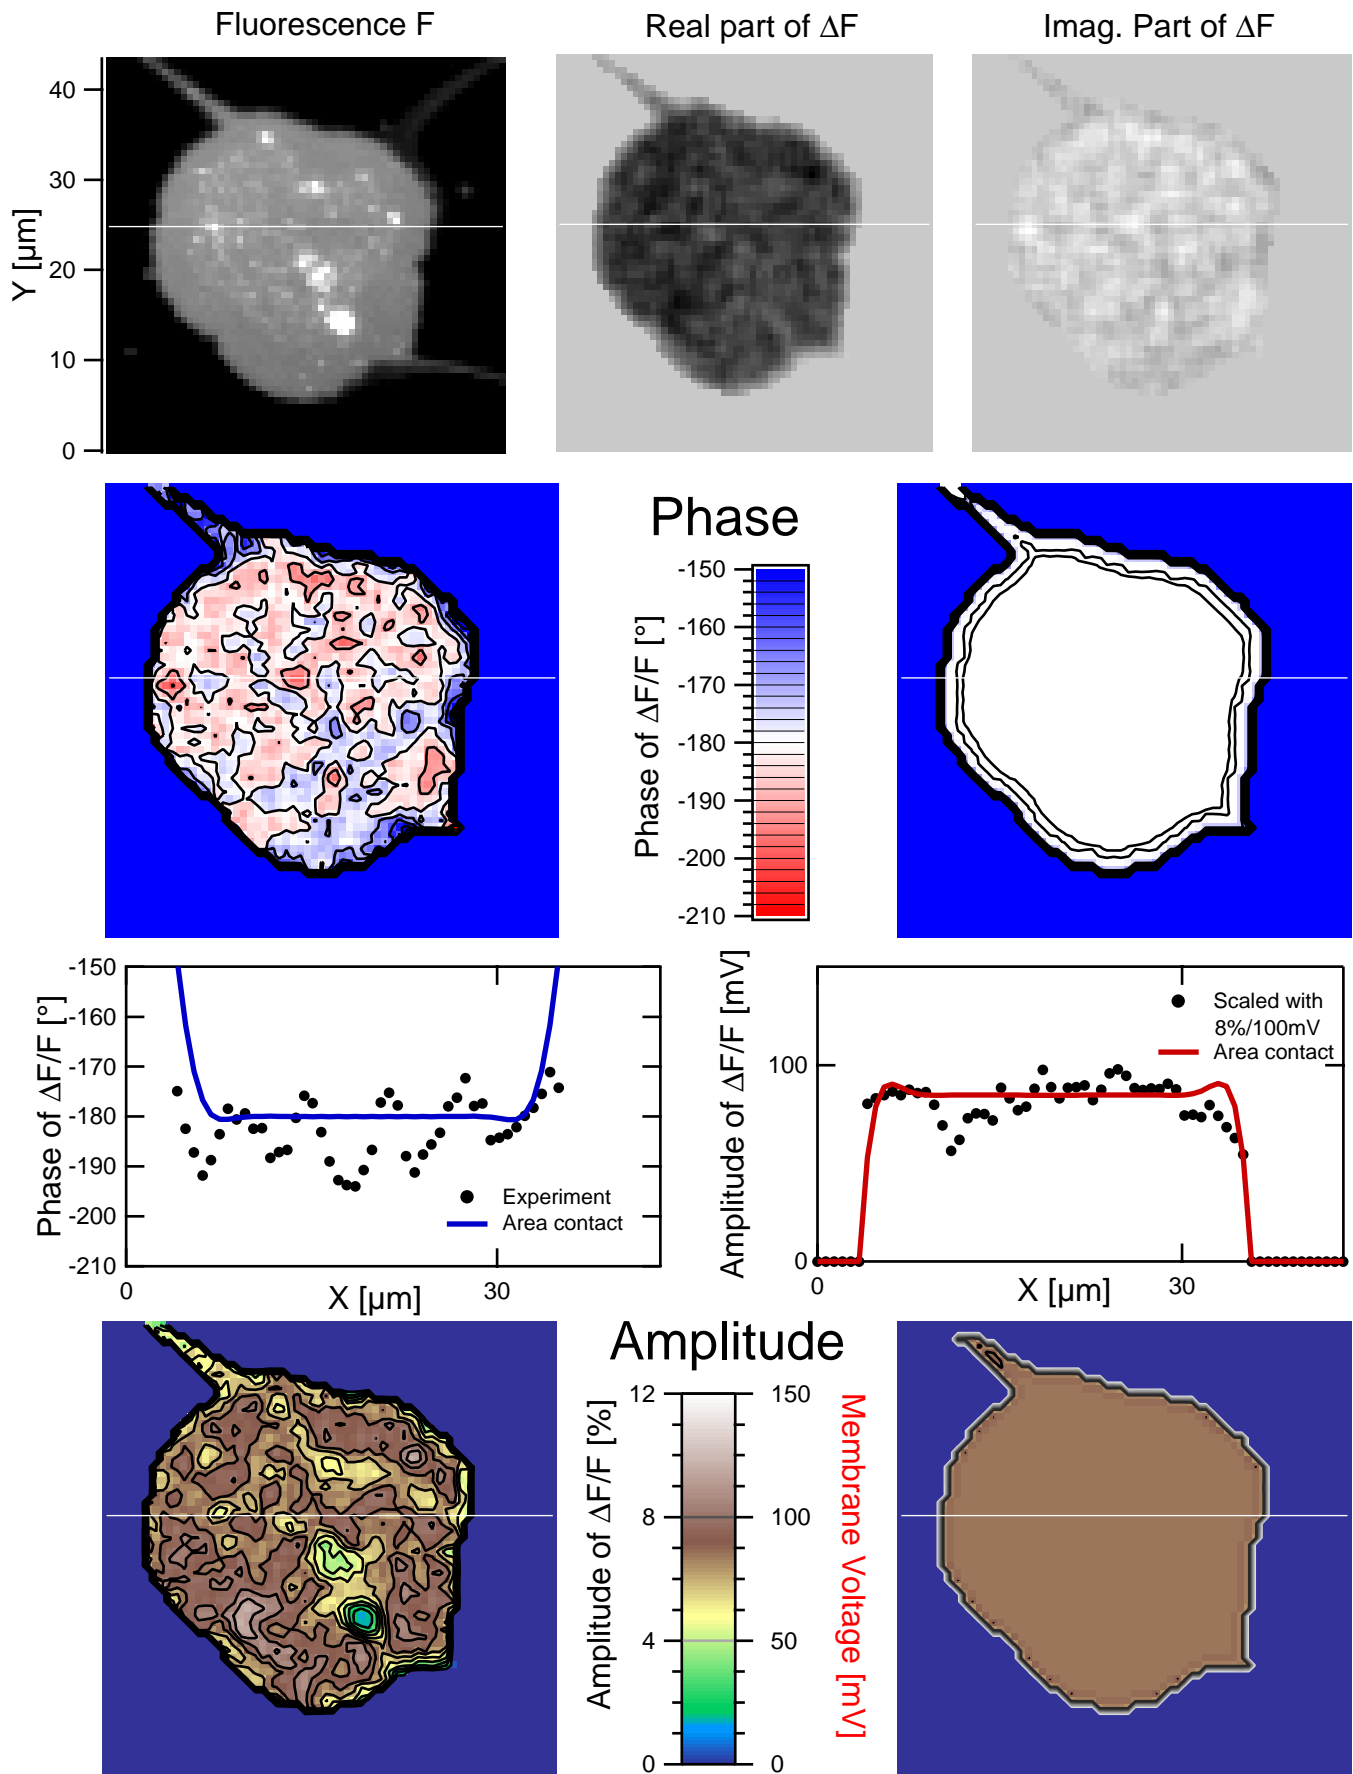 Fluorescence F
Real part of ΔF
Imag. Part of ΔF
Y [µm]
40
30
20
10
0
Phase
Phase of ΔF/F [°]
-150
-160
-170
-180
-190
-200
-210
Phase of ΔF/F [°]
-150
-160
-170
-180
-190
-200
-210
Experiment
Area contact
0
30
X [µm]
Amplitude of ΔF/F [mV]
100
0
Scaled with
8%/100mV
Area contact
0
30
X [µm]
Amplitude
Amplitude of ΔF/F [%]
12
8
4
0
150
100
50
0
Membrane Voltage [mV]